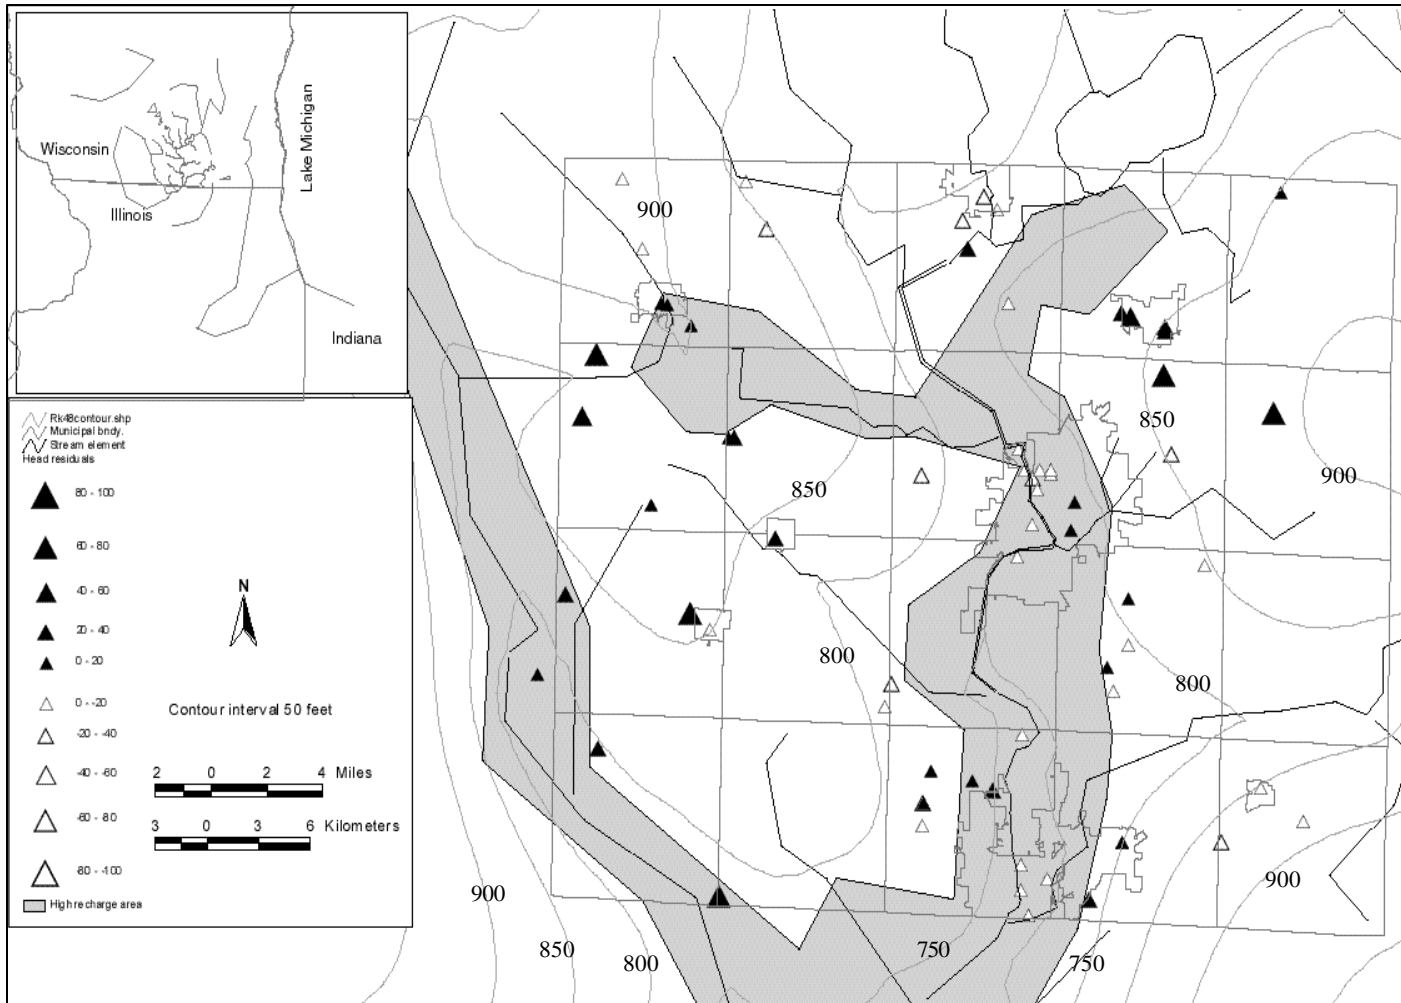 Wisconsin
Illinois
Lake Michigan
Indiana
Rk48contour.shp
Municipal bndy.
Stream element
Head residuals
80 - 100
60 - 80
40 - 60
20 - 40
0 - 20
0 - -20
-20 - -40
-40 - -60
-60 - -80
-80 - -100
High recharge area
N
Contour interval 50 feet
2 0 2 4 Miles
3 0 3 6 Kilometers
900
850
900
850
800
800
900
900
850
800
750
750